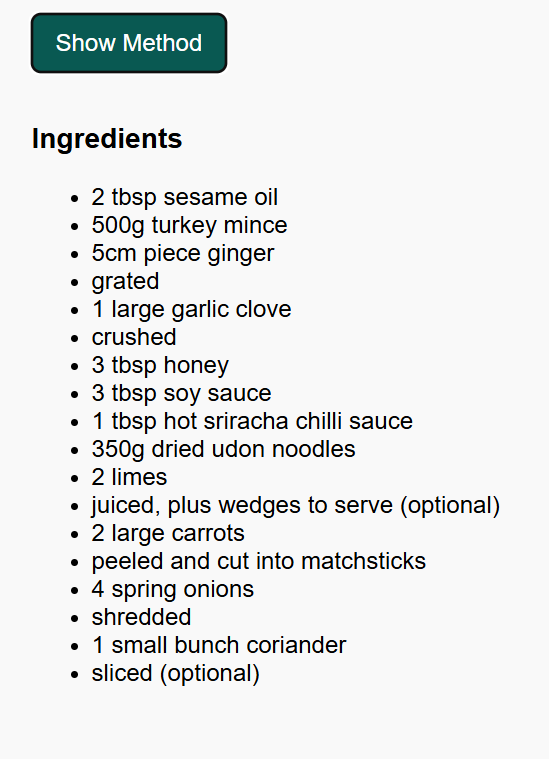 Show Method
Ingredients
2 tbsp sesame oil
500g turkey mince
5cm piece ginger
grated
1 large garlic clove
crushed
3 tbsp honey
3 tbsp soy sauce
1 tbsp hot sriracha chilli sauce
350g dried udon noodles
2 limes
juiced, plus wedges to serve (optional)
2 large carrots
peeled and cut into matchsticks
4 spring onions
shredded
1 small bunch coriander
sliced (optional)